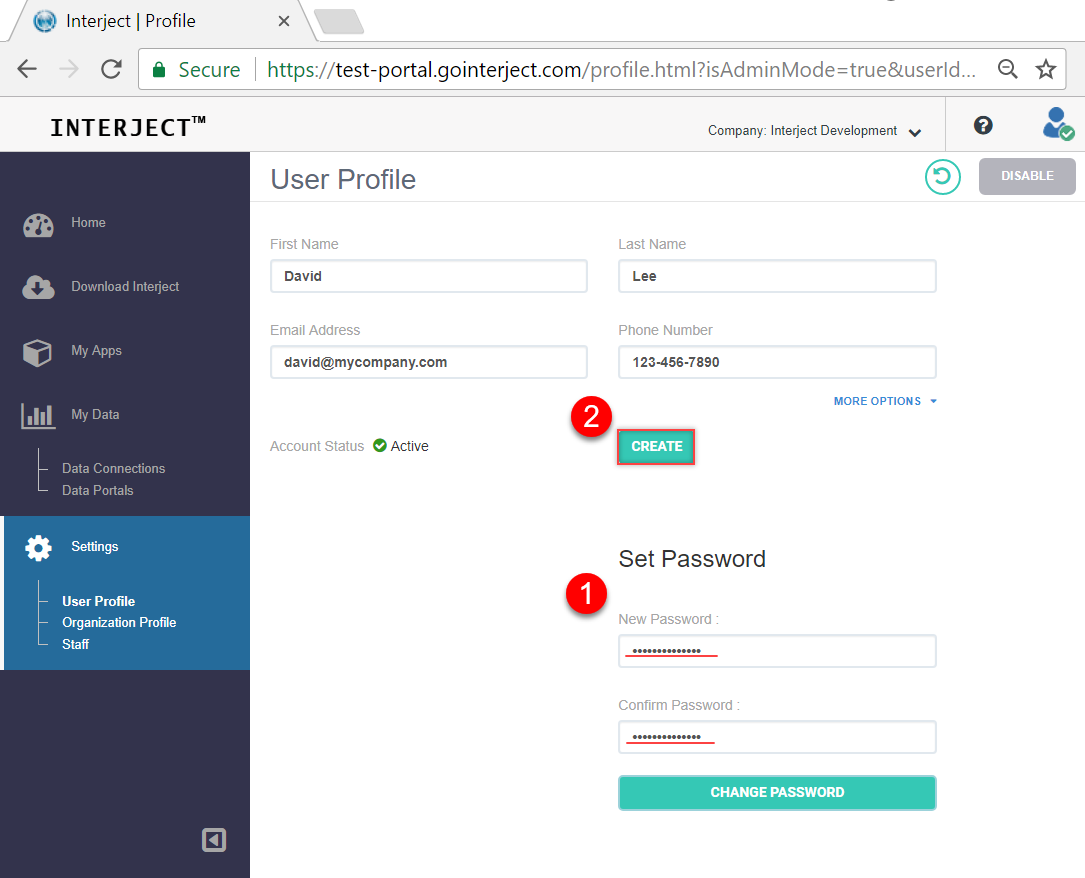 Interject | Profile
Secure https://test-portal.gointerject.com/profile.html?isAdminMode=true&userId...
INTERJECT™
Company: Interject Development
Home
Download Interject
My Apps
My Data
Data Connections
Data Portals
Settings
User Profile
Organization Profile
Staff
User Profile
DISABLE
First Name
Last Name
David
Lee
Email Address
Phone Number
david@mycompany.com
123-456-7890
MORE OPTIONS
2
Account Status Active
CREATE
Set Password
1
New Password :
••••••••••••••
Confirm Password :
••••••••••••••
CHANGE PASSWORD